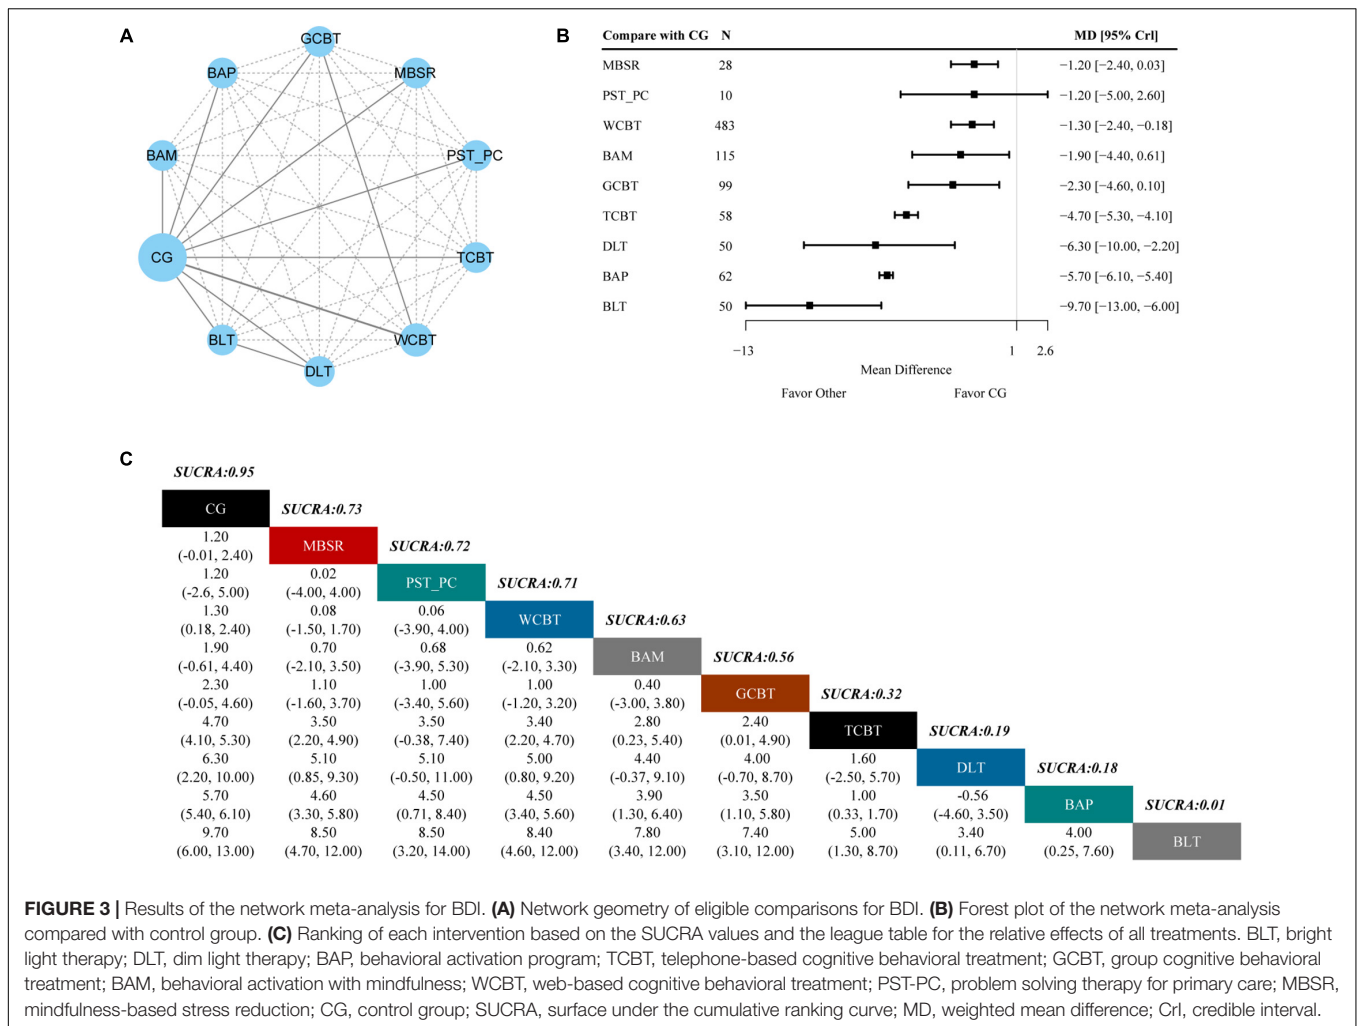 A
GCBT
BAP
MBSR
BAM
PST_PC
CG
TCBT
BLT
WCBT
DLT
B
Compare with CG N MD [95% CrI]
MBSR 28 −1.20 [−2.40, 0.03]
PST_PC 10 −1.20 [−5.00, 2.60]
WCBT 483 −1.30 [−2.40, −0.18]
BAM 115 −1.90 [−4.40, 0.61]
GCBT 99 −2.30 [−4.60, 0.10]
TCBT 58 −4.70 [−5.30, −4.10]
DLT 50 −6.30 [−10.00, −2.20]
BAP 62 −5.70 [−6.10, −5.40]
BLT 50 −9.70 [−13.00, −6.00]
−13 1 2.6
Mean Difference
Favor Other Favor CG
C
SUCRA:0.95
CG SUCRA:0.73
1.20 MBSR SUCRA:0.72
(-0.01, 2.40)
1.20 0.02 PST_PC SUCRA:0.71
(-2.6, 5.00) (-4.00, 4.00)
1.30 0.08 0.06 WCBT SUCRA:0.63
(0.18, 2.40) (-1.50, 1.70) (-3.90, 4.00)
1.90 0.70 0.68 0.62 BAM SUCRA:0.56
(-0.61, 4.40) (-2.10, 3.50) (-3.90, 5.30) (-2.10, 3.30)
2.30 1.10 1.00 1.00 0.40 GCBT SUCRA:0.32
(-0.05, 4.60) (-1.60, 3.70) (-3.40, 5.60) (-1.20, 3.20) (-3.00, 3.80)
4.70 3.50 3.50 3.40 2.80 2.40 TCBT SUCRA:0.19
(4.10, 5.30) (2.20, 4.90) (-0.38, 7.40) (2.20, 4.70) (0.23, 5.40) (0.01, 4.90)
6.30 5.10 5.10 5.00 4.40 4.00 1.60 DLT SUCRA:0.18
(2.20, 10.00) (0.85, 9.30) (-0.50, 11.00) (0.80, 9.20) (-0.37, 9.10) (-0.70, 8.70) (-2.50, 5.70)
5.70 4.60 4.50 4.50 3.90 3.50 1.00 -0.56 BAP SUCRA:0.01
(5.40, 6.10) (3.30, 5.80) (0.71, 8.40) (3.40, 5.60) (1.30, 6.40) (1.10, 5.80) (0.33, 1.70) (-4.60, 3.50)
9.70 8.50 8.50 8.40 7.80 7.40 5.00 3.40 4.00 BLT
(6.00, 13.00) (4.70, 12.00) (3.20, 14.00) (4.60, 12.00) (3.40, 12.00) (3.10, 12.00) (1.30, 8.70) (0.11, 6.70) (0.25, 7.60)
FIGURE 3 | Results of the network meta-analysis for BDI. (A) Network geometry of eligible comparisons for BDI. (B) Forest plot of the network meta-analysis
compared with control group. (C) Ranking of each intervention based on the SUCRA values and the league table for the relative effects of all treatments. BLT, bright
light therapy; DLT, dim light therapy; BAP, behavioral activation program; TCBT, telephone-based cognitive behavioral treatment; GCBT, group cognitive behavioral
treatment; BAM, behavioral activation with mindfulness; WCBT, web-based cognitive behavioral treatment; PST-PC, problem solving therapy for primary care; MBSR,
mindfulness-based stress reduction; CG, control group; SUCRA, surface under the cumulative ranking curve; MD, weighted mean difference; CrI, credible interval.